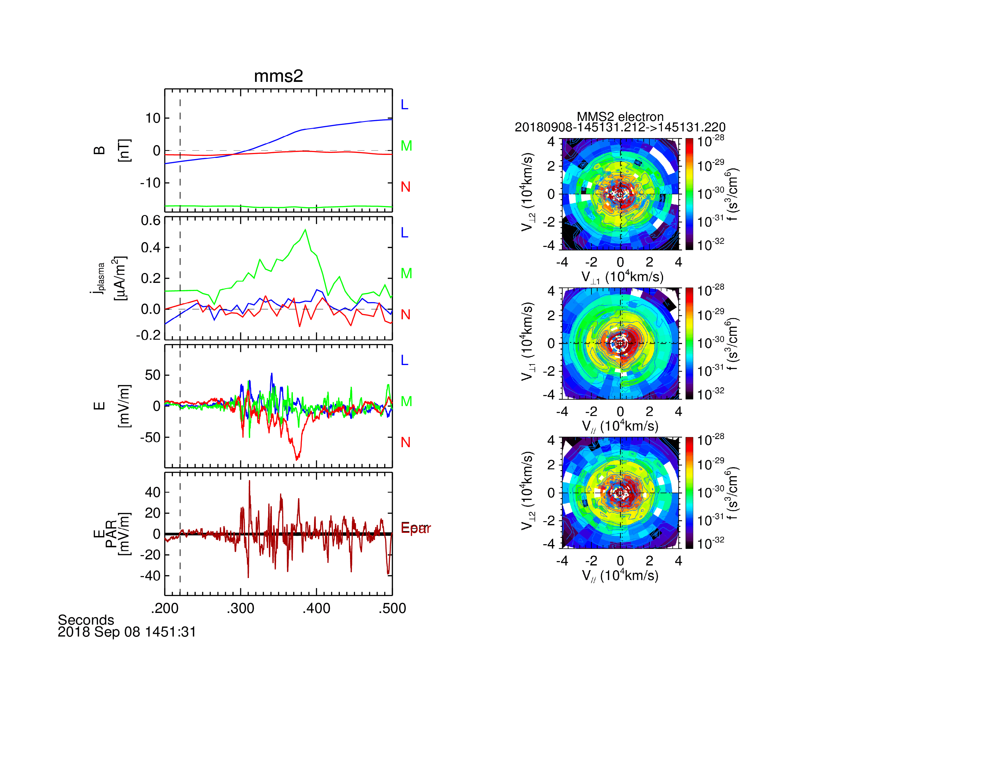 mms2
10
0
-10
B
[nT]
L
M
N
0.6
0.4
0.2
0.0
-0.2
jplasma
[μA/m²]
L
M
N
50
0
-50
E
[mV/m]
L
M
N
40
20
0
-20
-40
E
PAR
[mV/m]
Epar
.200 .300 .400 .500
Seconds
2018 Sep 08 1451:31
MMS2 electron
20180908-145131.212->145131.220
4
2
0
-2
-4
V⊥2 (10⁴km/s)
-4 -2 0 2 4
V⊥1 (10⁴km/s)
10⁻²⁸
10⁻²⁹
10⁻³⁰
10⁻³¹
10⁻³²
f (s³/cm⁶)
4
2
0
-2
-4
V⊥1 (10⁴km/s)
-4 -2 0 2 4
V// (10⁴km/s)
10⁻²⁸
10⁻²⁹
10⁻³⁰
10⁻³¹
10⁻³²
f (s³/cm⁶)
4
2
0
-2
-4
V⊥2 (10⁴km/s)
-4 -2 0 2 4
V// (10⁴km/s)
10⁻²⁸
10⁻²⁹
10⁻³⁰
10⁻³¹
10⁻³²
f (s³/cm⁶)